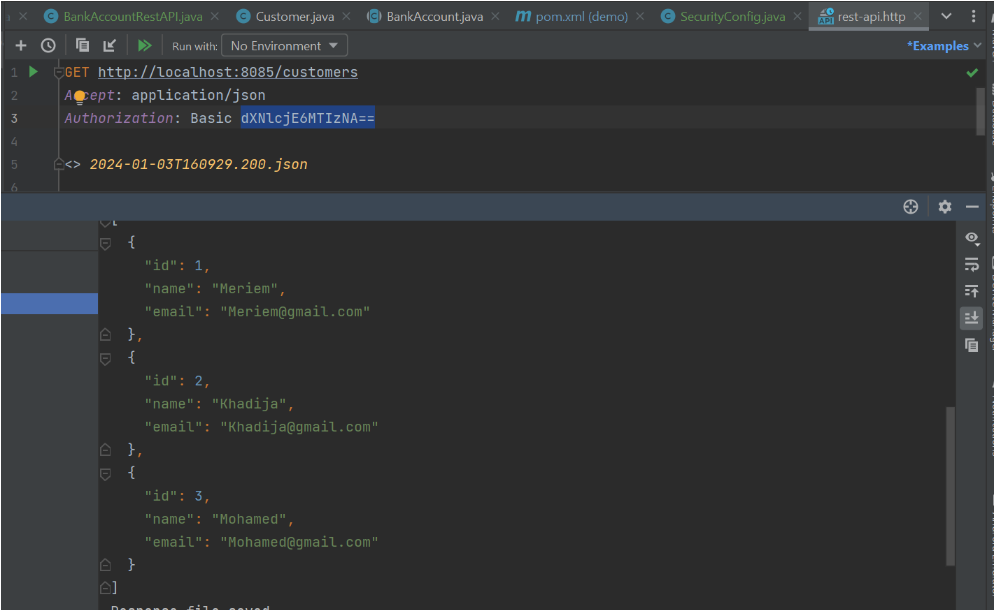 BankAccountRestAPI.java Customer.java BankAccount.java pom.xml (demo) SecurityConfig.java rest-api.http
Run with: No Environment *Examples
1 GET http://localhost:8085/customers
2 Accept: application/json
3 Authorization: Basic dXNlcjE6MTIzNA==
4
5 <> 2024-01-03T160929.200.json
6
[
{
"id": 1,
"name": "Meriem",
"email": "Meriem@gmail.com"
},
{
"id": 2,
"name": "Khadija",
"email": "Khadija@gmail.com"
},
{
"id": 3,
"name": "Mohamed",
"email": "Mohamed@gmail.com"
}
]
Response file saved.